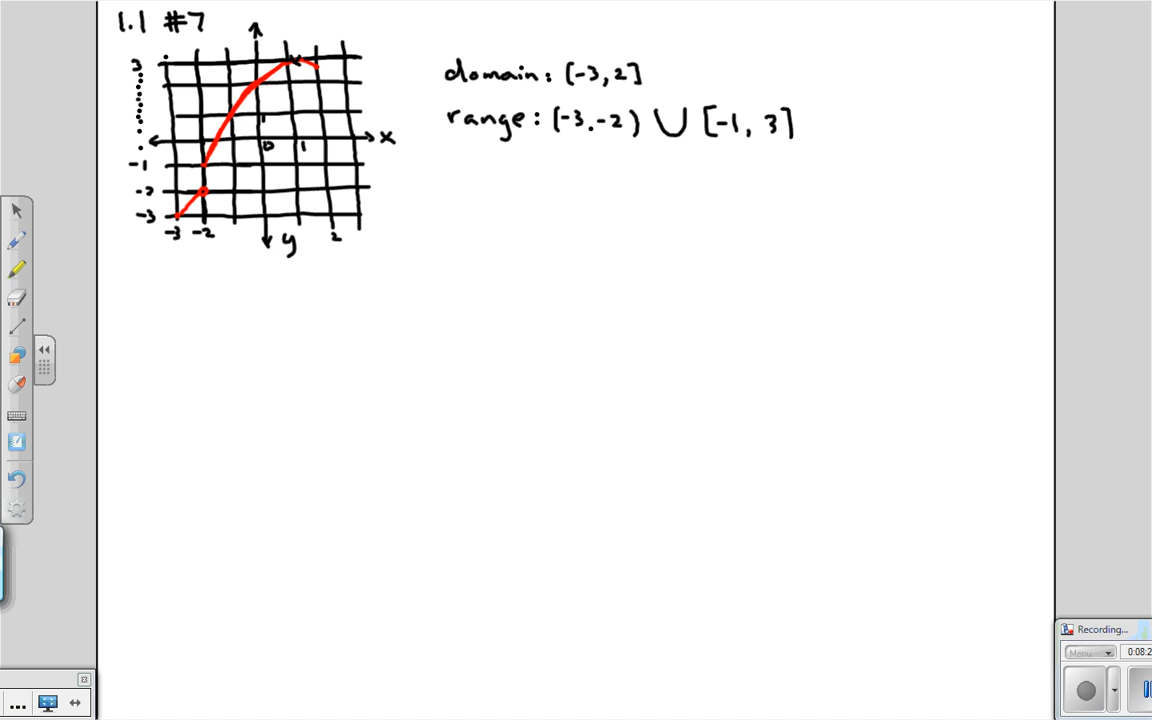 1.1 #7
3
domain: [-3, 2]
range: [-3.-2) ∪ [-1, 3]
1
0 1 x
-1
-2
-3
-3 -2 y 2
Recording...
Menu 0:08:2
...